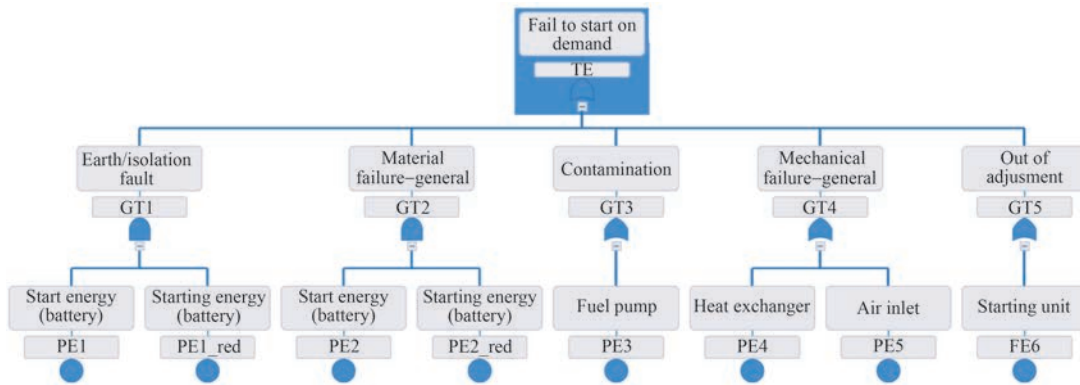 Fail to start on
demand
TE
Earth/isolation
fault
GT1
Material
failure–general
GT2
Contamination
GT3
Mechanical
failure–general
GT4
Out of
adjusment
GT5
Start energy
(battery)
PE1
Starting energy
(battery)
PE1_red
Start energy
(battery)
PE2
Starting energy
(battery)
PE2_red
Fuel pump
PE3
Heat exchanger
PE4
Air inlet
PE5
Starting unit
FE6